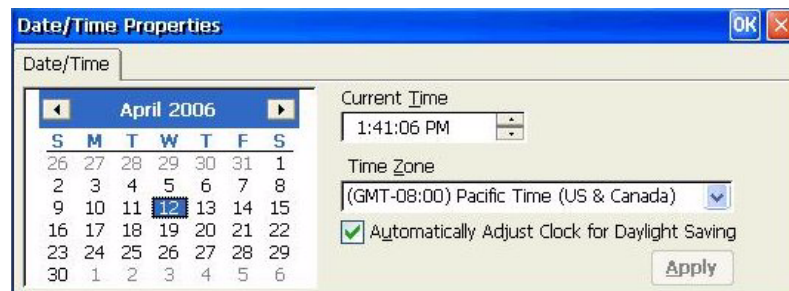 Date/Time Properties OK
Date/Time
April 2006
S M T W T F S
26 27 28 29 30 31 1
2 3 4 5 6 7 8
9 10 11 12 13 14 15
16 17 18 19 20 21 22
23 24 25 26 27 28 29
30 1 2 3 4 5 6
Current Time
1:41:06 PM
Time Zone
(GMT-08:00) Pacific Time (US & Canada)
Automatically Adjust Clock for Daylight Saving
Apply